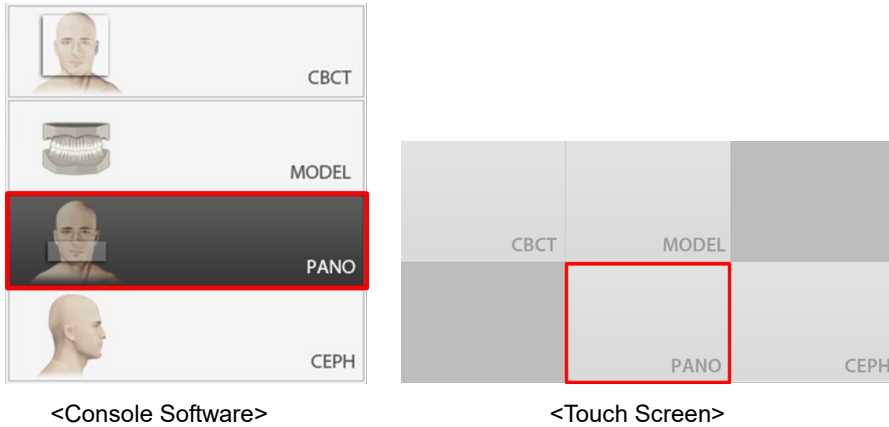 CBCT
MODEL
PANO
CEPH
<Console Software>
CBCT
MODEL
PANO
CEPH
<Touch Screen>